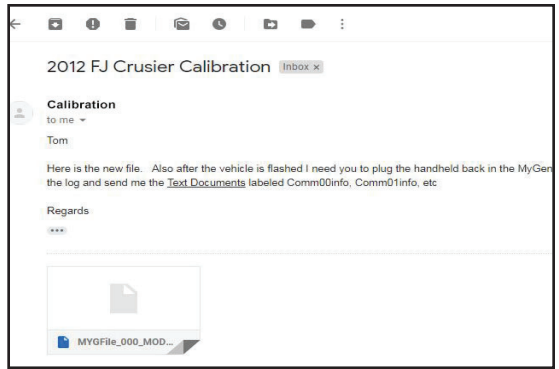 2012 FJ Crusier Calibration Inbox ×
Calibration
to me
Tom
Here is the new file. Also after the vehicle is flashed I need you to plug the handheld back in the MyGen
the log and send me the Text Documents labeled Comm00info, Comm01info, etc
Regards
MYGFile_000_MOD...